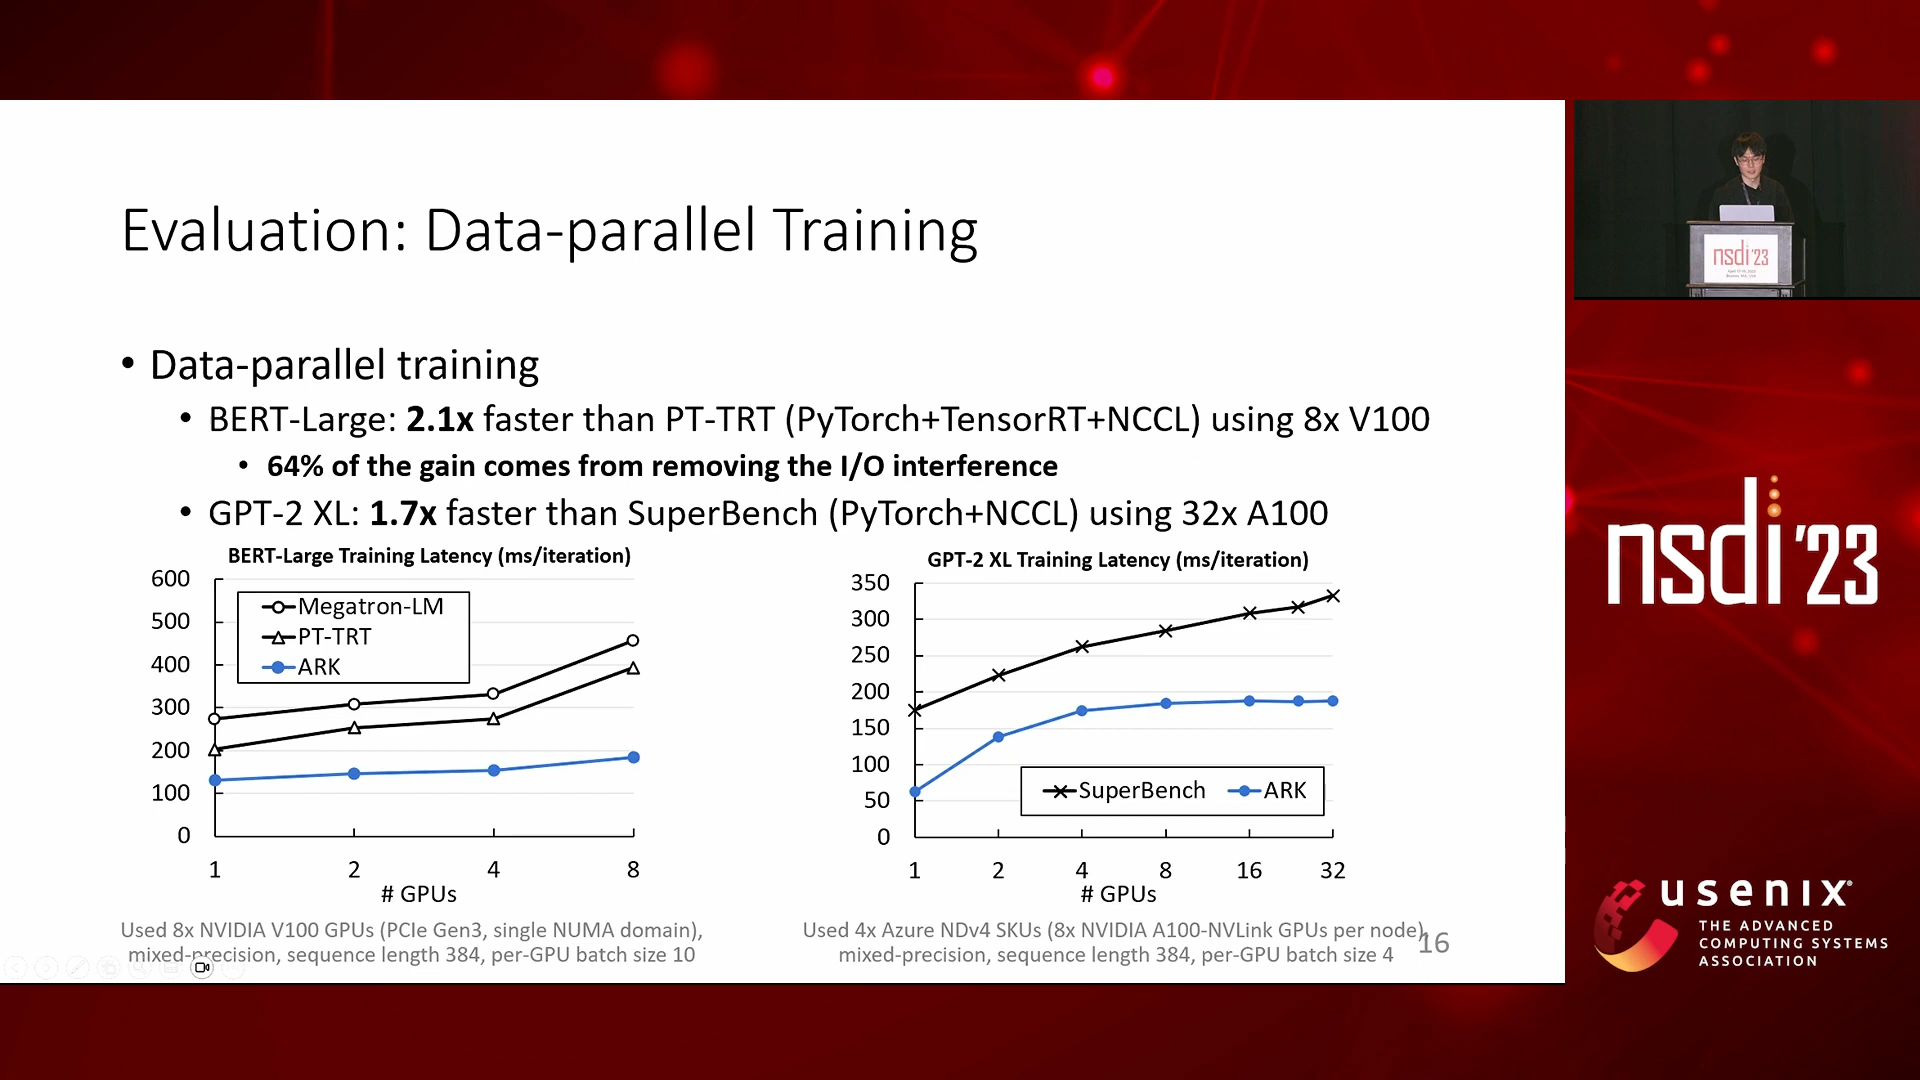 Evaluation: Data-parallel Training
• Data-parallel training
• BERT-Large: 2.1x faster than PT-TRT (PyTorch+TensorRT+NCCL) using 8x V100
• 64% of the gain comes from removing the I/O interference
• GPT-2 XL: 1.7x faster than SuperBench (PyTorch+NCCL) using 32x A100
BERT-Large Training Latency (ms/iteration)
600
500
400
300
200
100
0
Megatron-LM
PT-TRT
ARK
1 2 4 8
# GPUs
Used 8x NVIDIA V100 GPUs (PCIe Gen3, single NUMA domain),
mixed-precision, sequence length 384, per-GPU batch size 10
GPT-2 XL Training Latency (ms/iteration)
350
300
250
200
150
100
50
0
SuperBench ARK
1 2 4 8 16 32
# GPUs
Used 4x Azure NDv4 SKUs (8x NVIDIA A100-NVLink GPUs per node),
mixed-precision, sequence length 384, per-GPU batch size 4
16
nsdi'23
nsdi'23
usenix®
THE ADVANCED
COMPUTING SYSTEMS
ASSOCIATION